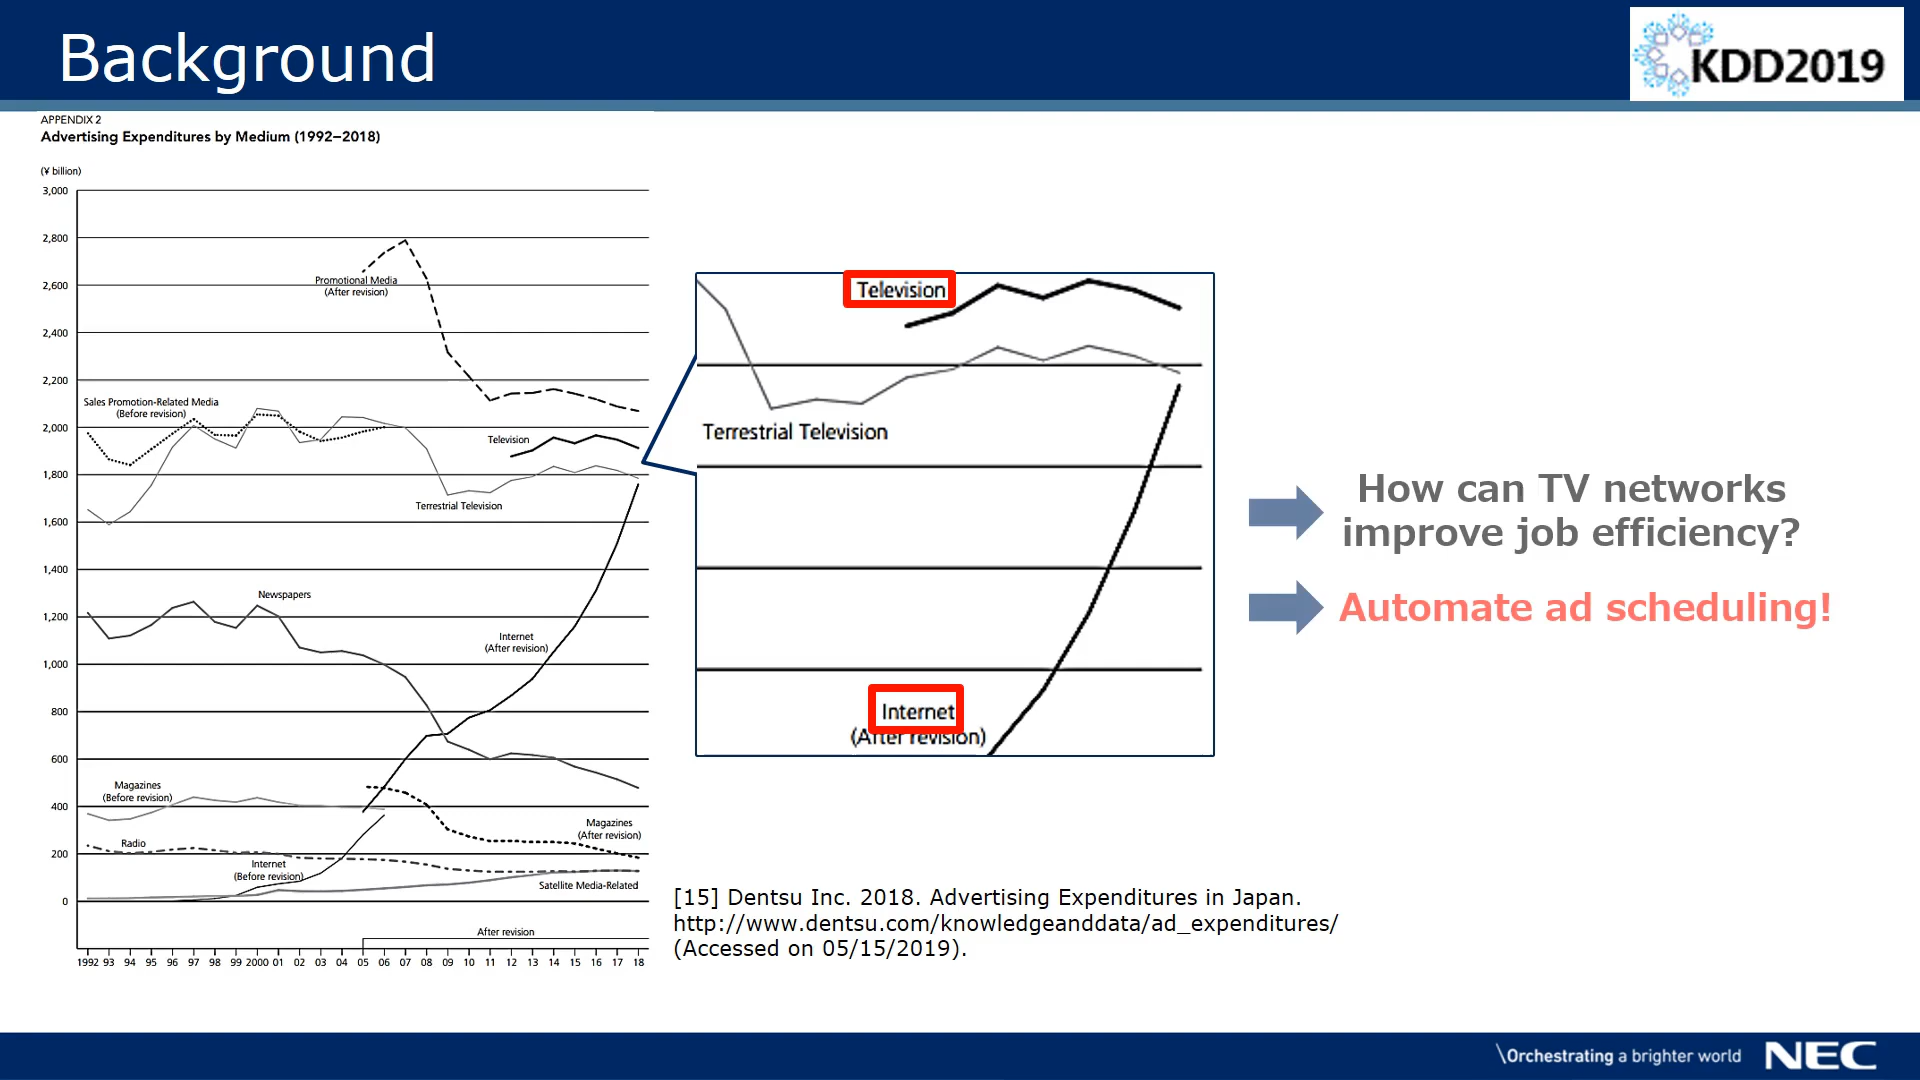 Background
KDD2019
APPENDIX 2
Advertising Expenditures by Medium (1992–2018)
(¥ billion)
3,000
2,800
2,600
2,400
2,200
2,000
1,800
1,600
1,400
1,200
1,000
800
600
400
200
0
Promotional Media
(After revision)
Sales Promotion-Related Media
(Before revision)
Television
Terrestrial Television
Newspapers
Internet
(After revision)
Magazines
(Before revision)
Magazines
(After revision)
Radio
Internet
(Before revision)
Satellite Media-Related
After revision
1992 93 94 95 96 97 98 99 2000 01 02 03 04 05 06 07 08 09 10 11 12 13 14 15 16 17 18
Television
Terrestrial Television
Internet
(After revision)
How can TV networks
improve job efficiency?
Automate ad scheduling!
[15] Dentsu Inc. 2018. Advertising Expenditures in Japan.
http://www.dentsu.com/knowledgeanddata/ad_expenditures/
(Accessed on 05/15/2019).
\Orchestrating a brighter world
NEC